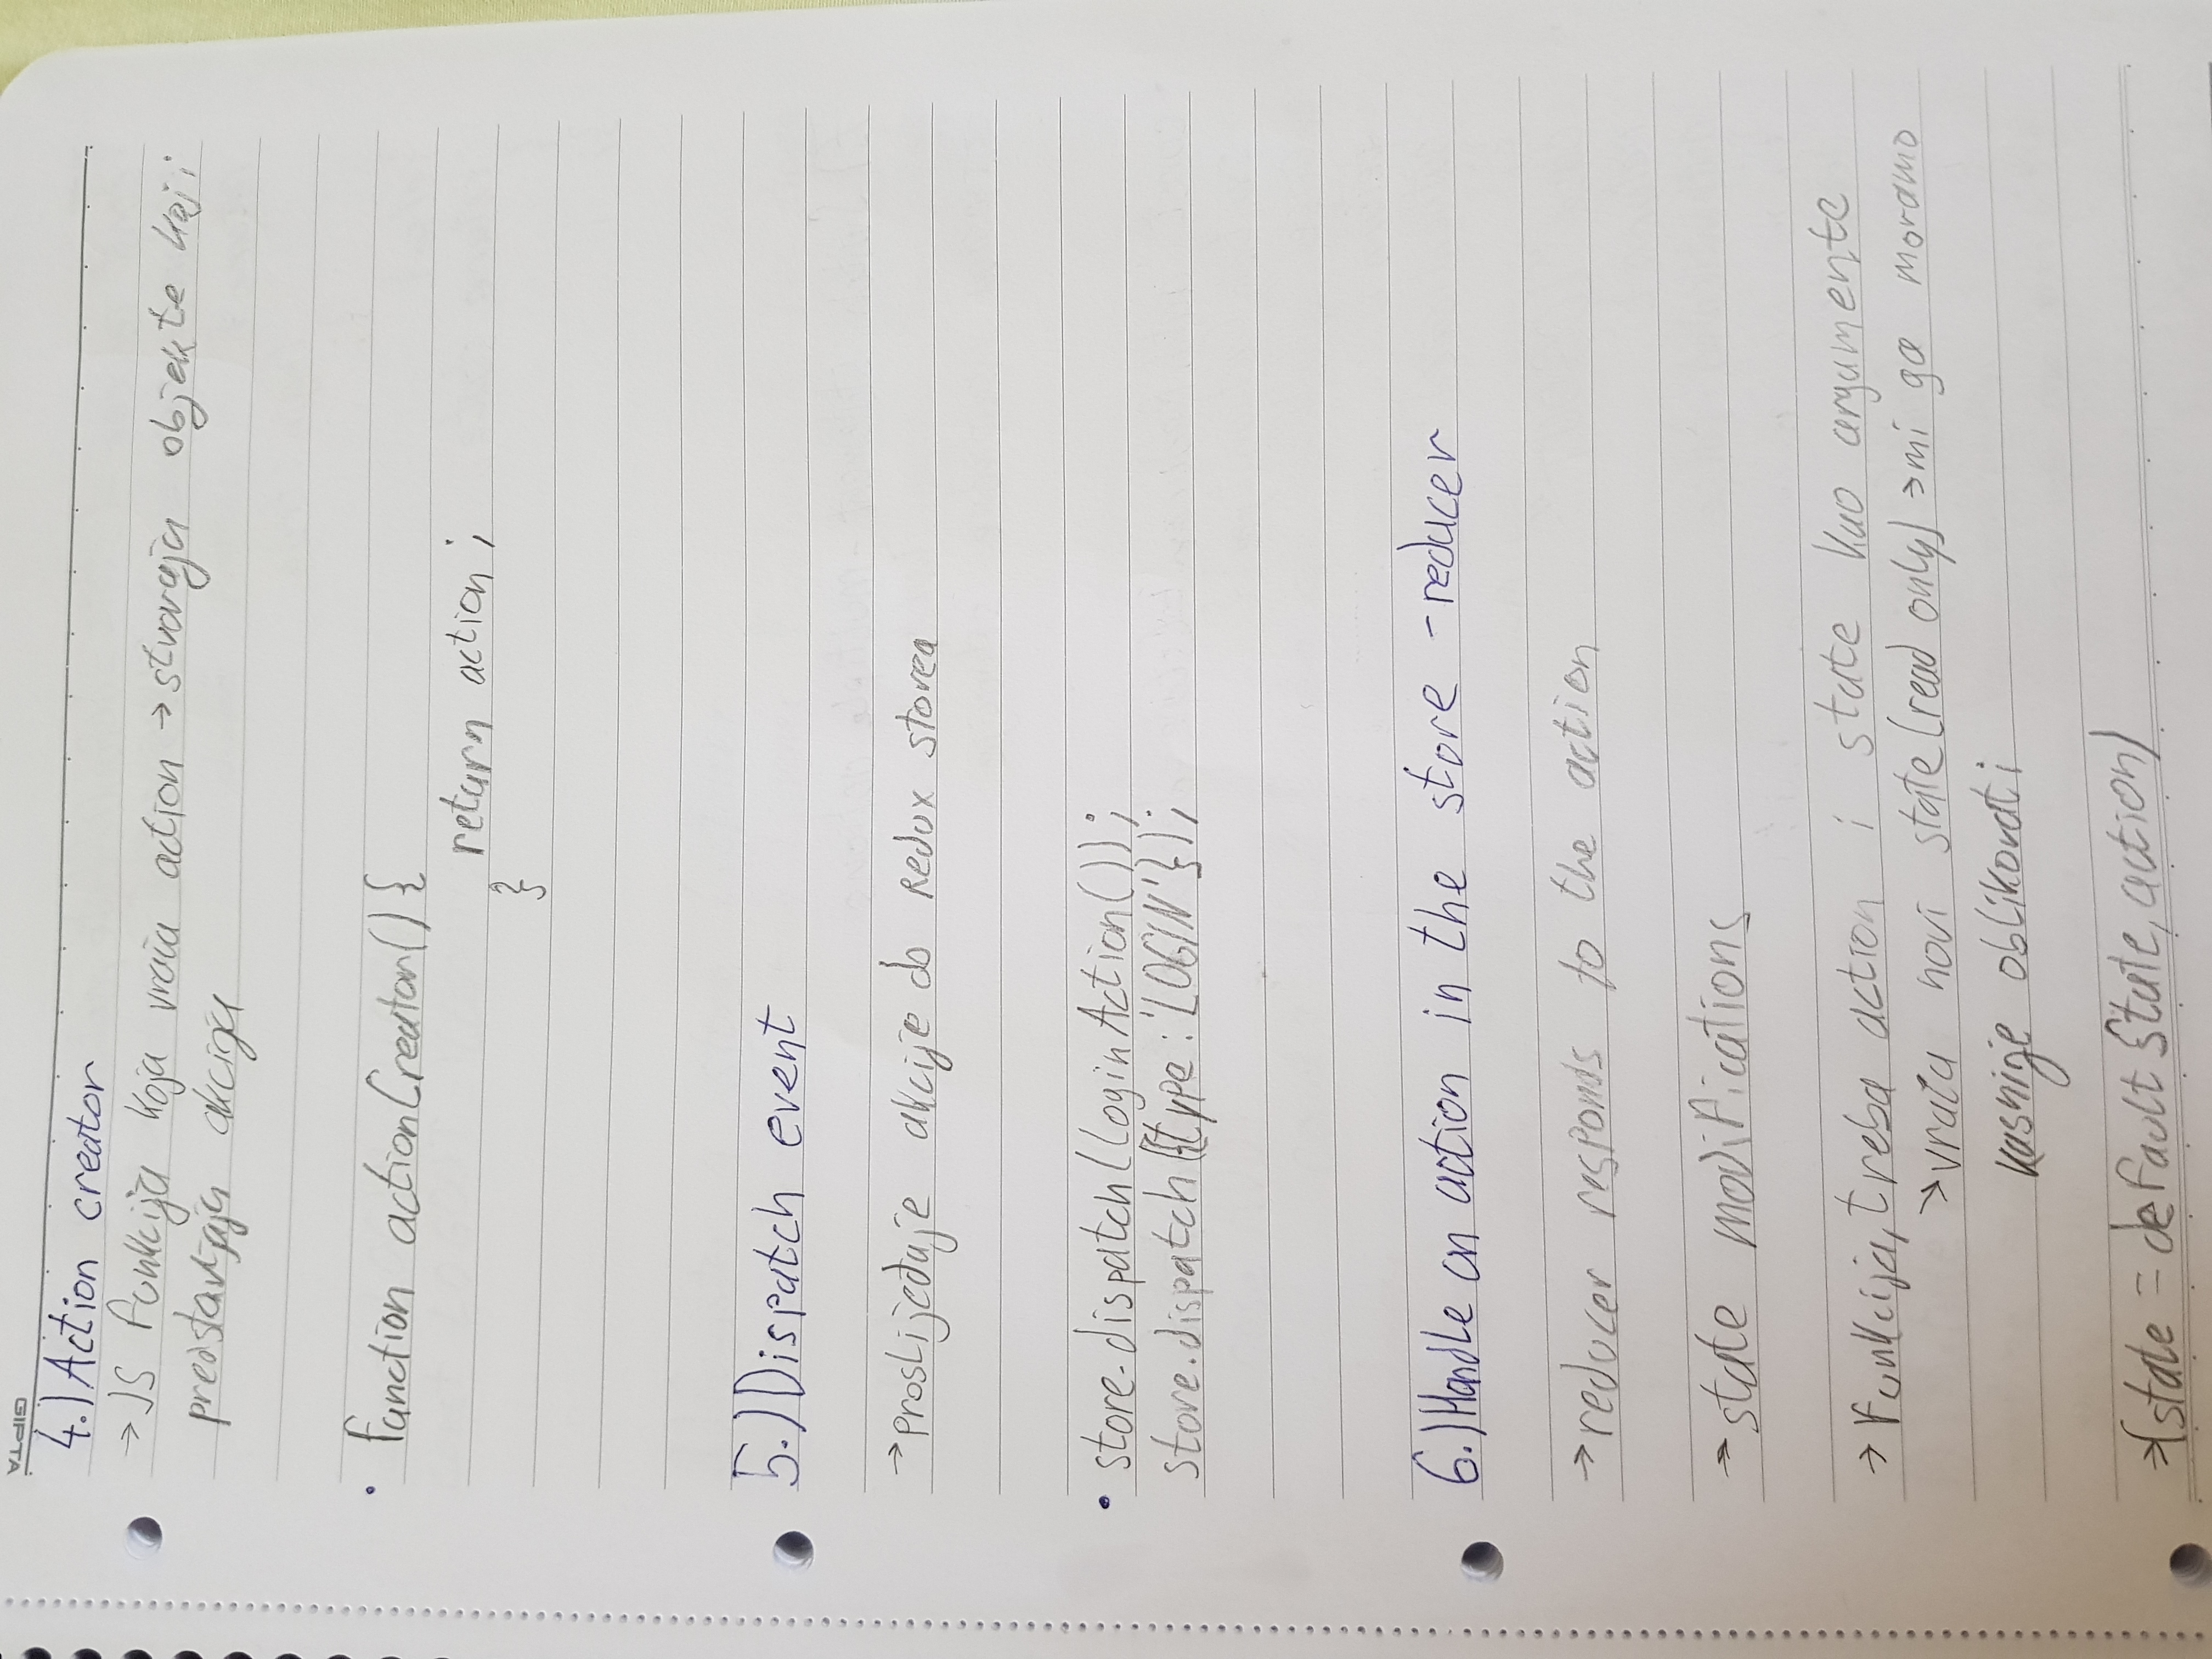 GIPTA
4.) Action creator
→ JS funkcija koja vraća action → stvaraju objekte koji
predstavljaju akciju
• function actionCreator() {
return action ;
}
5.) Dispatch event
→ proslijeđuje akcije do Redux storea
• store.dispatch(loginAction());
store.dispatch({type: 'LOGIN'});
6.) Handle an action in the store - reducer
→ reducer responds to the action
→ state modifications
→ Funkcija, treba action i state kao argumente
→ vraća novi state (read only) → mi ga moramo
kasnije oblikovati
→ (state = defaultState, action)